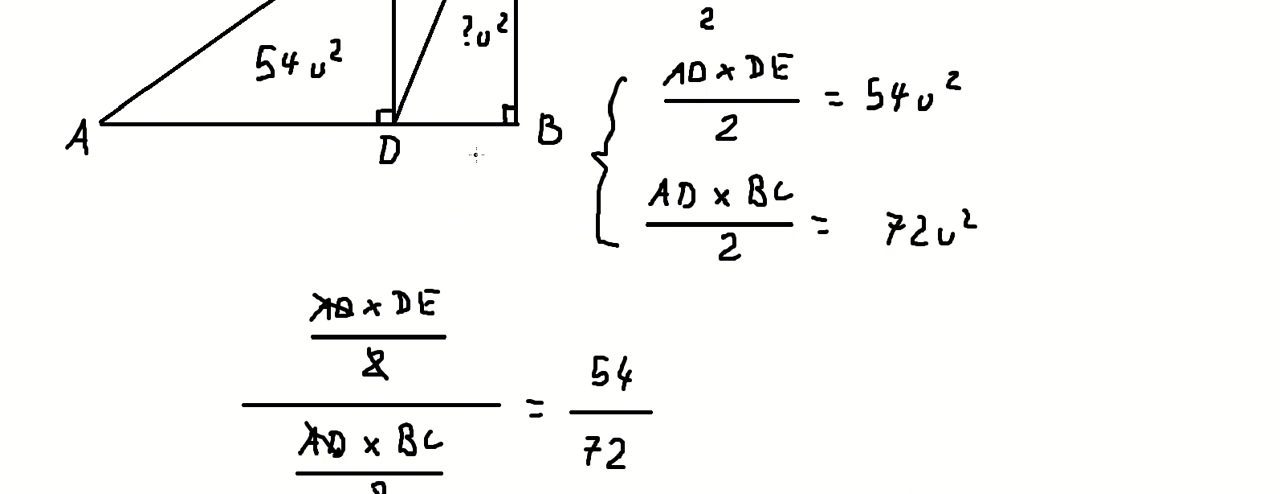 2
?u²
54u²
AD x DE
2
= 54u²
A
D
B
AD x BC
2
= 72u²
AD x DE
2
=
54
72
AD x BC